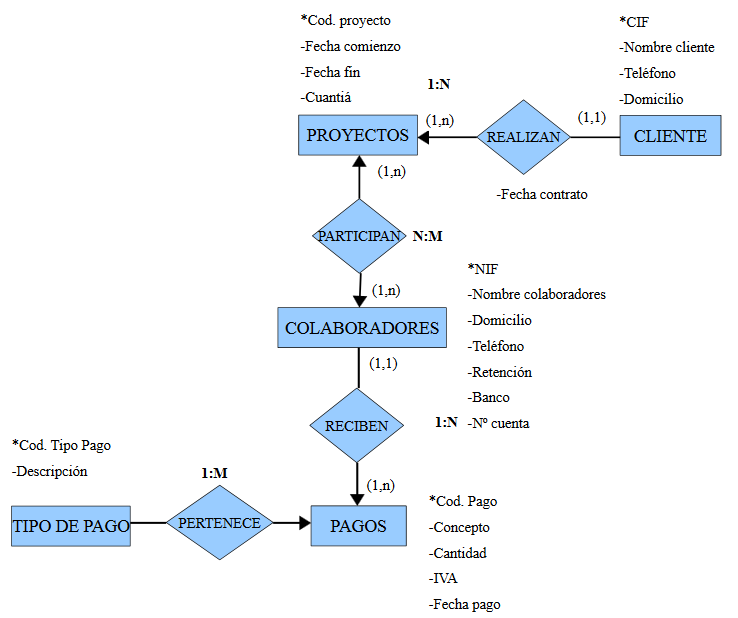 *Cod. proyecto
-Fecha comienzo
-Fecha fín
-Cuantiá
*CIF
-Nombre cliente
-Teléfono
-Domicilio
1:N
(1,n)
(1,1)
PROYECTOS
REALIZAN
CLIENTE
(1,n)
-Fecha contrato
PARTICIPAN
N:M
(1,n)
*NIF
-Nombre colaboradores
-Domicilio
-Teléfono
-Retención
-Banco
-Nº cuenta
COLABORADORES
(1,1)
RECIBEN
1:N
(1,n)
*Cod. Tipo Pago
-Descripción
1:M
TIPO DE PAGO
PERTENECE
PAGOS
*Cod. Pago
-Concepto
-Cantidad
-IVA
-Fecha pago